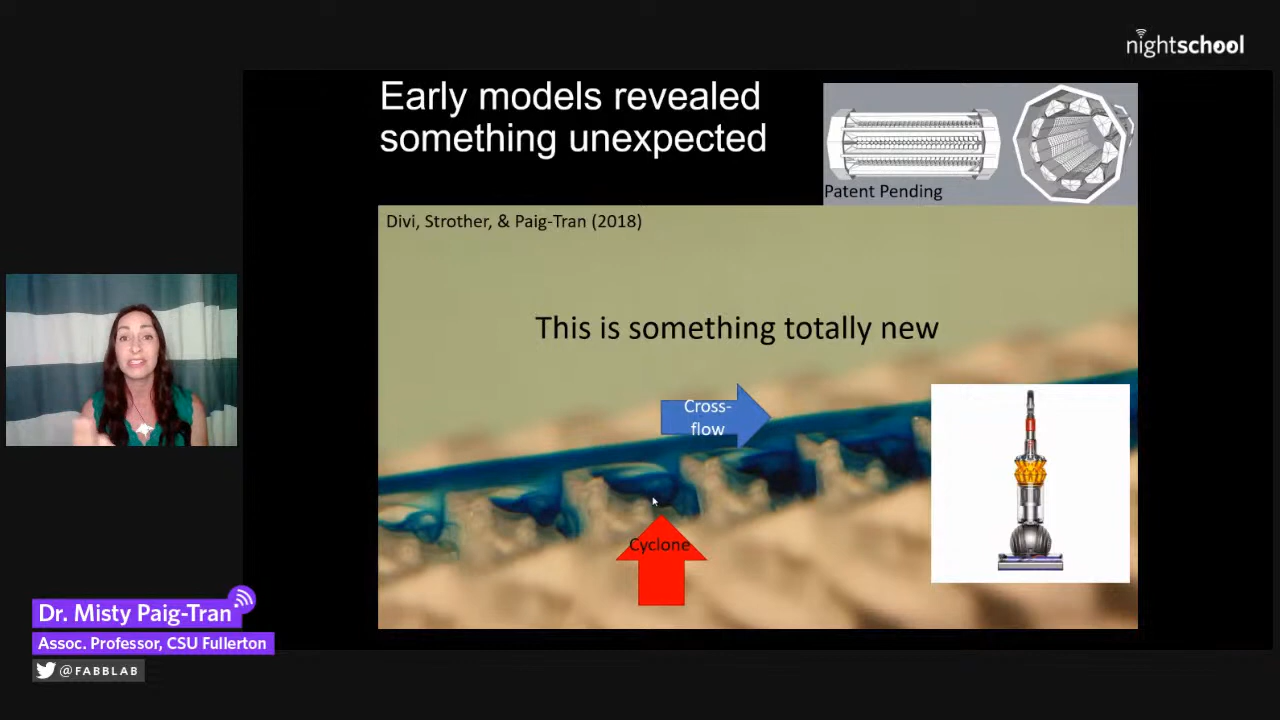 nightschool
Early models revealed
something unexpected
Patent Pending
Divi, Strother, & Paig-Tran (2018)
This is something totally new
Cross-
flow
Cyclone
Dr. Misty Paig-Tran
Assoc. Professor, CSU Fullerton
@FABBLAB